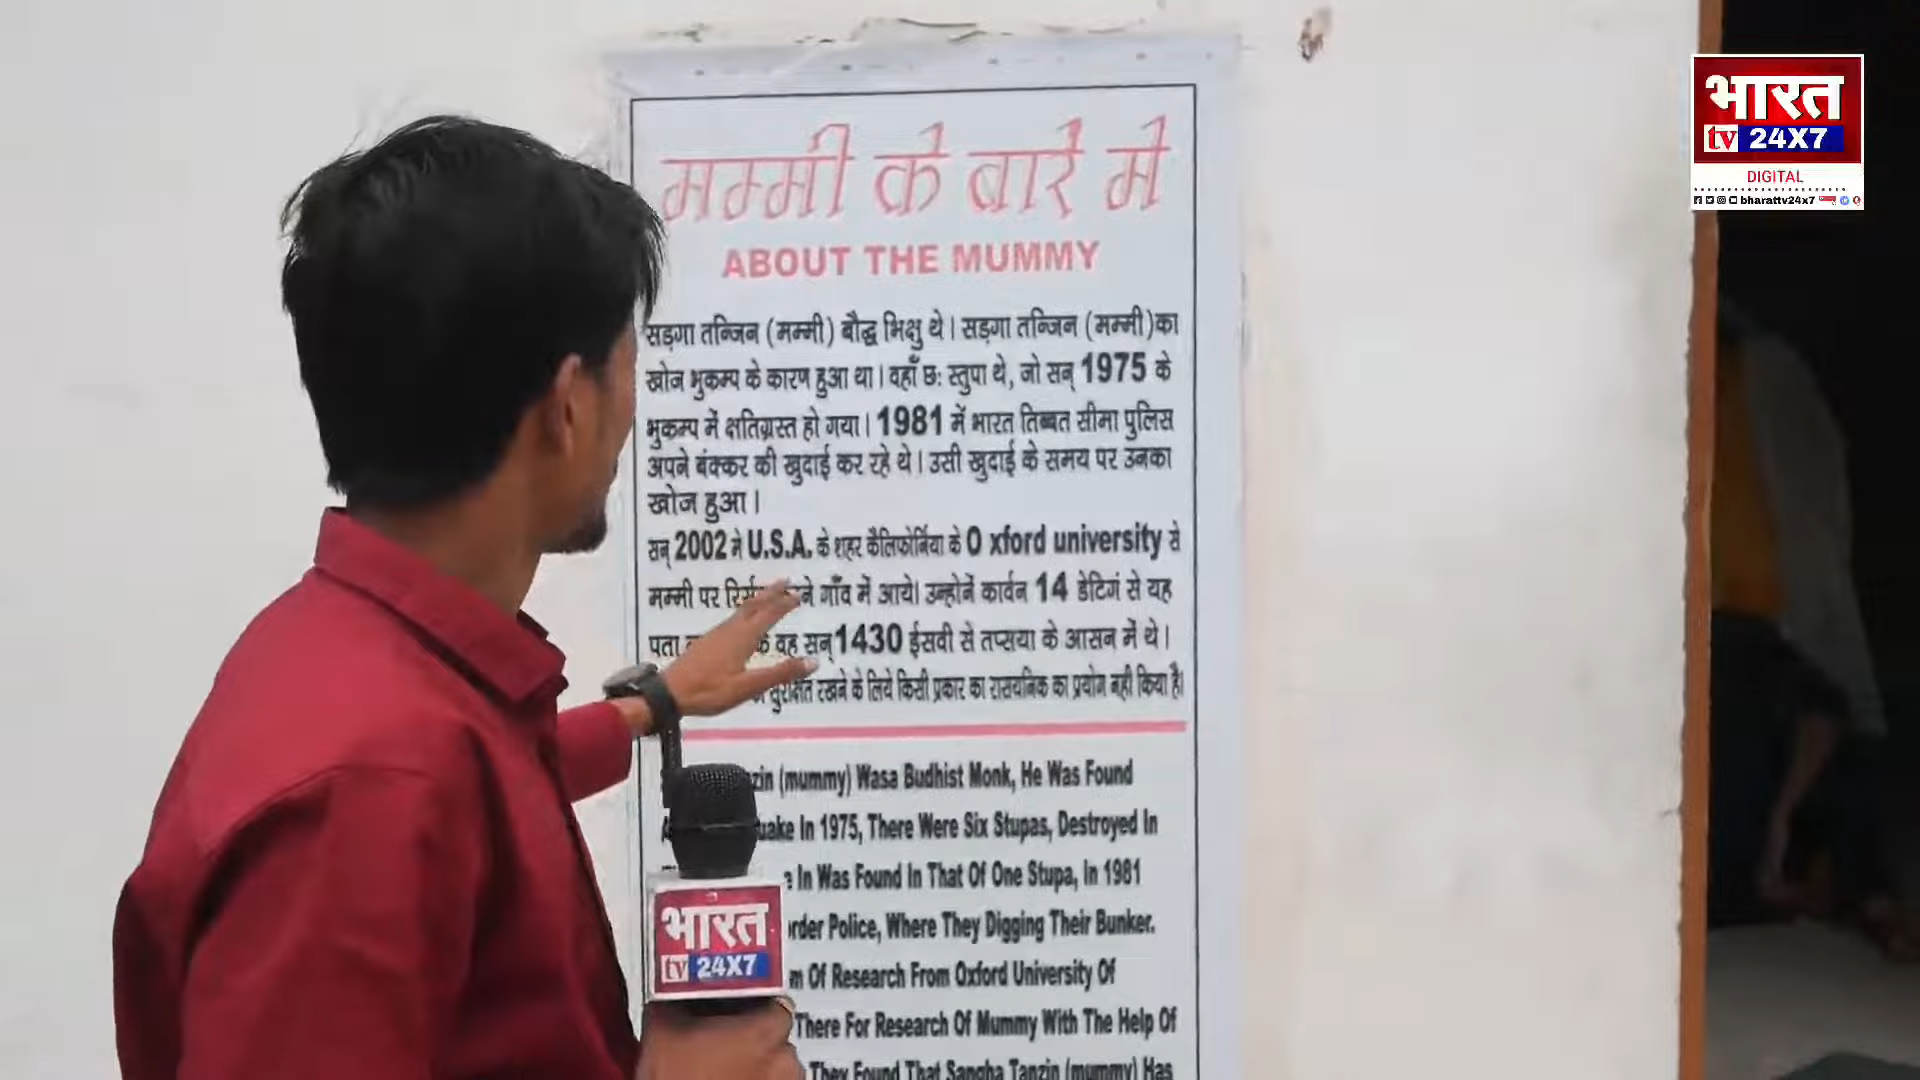 मम्मी के बारे में
ABOUT THE MUMMY
सड़गा तन्जिन (मम्मी) बौद्ध भिक्षु थे। सड़गा तन्जिन (मम्मी)का
खोज भुकम्प के कारण हुआ था। वहाँ छः स्तुपा थे, जो सन् 1975 के
भुकम्प में क्षतिग्रस्त हो गया। 1981 में भारत तिब्बत सीमा पुलिस
अपने बंक्कर की खुदाई कर रहे थे। उसी खुदाई के समय पर उनका
खोज हुआ।
सन् 2002 मे U.S.A. के शहर कैलिफोर्निया के O xford university से
मम्मी पर गाँव में आये। उन्होनें कार्वन 14 डेटिगं से यह
पता वह सन् 1430 ईसवी से तप्सया के आसन में थे।
सुरक्षित रखने के लिये किसी प्रकार का रासयनिक का प्रयोग नही किया है।
(mummy) Wasa Budhist Monk, He Was Found
In 1975, There Were Six Stupas, Destroyed In
In Was Found In That Of One Stupa, In 1981
Police, Where They Digging Their Bunker.
Of Research From Oxford University Of
There For Research Of Mummy With The Help Of
They Found That Sangha Tanzin (mummy) Has
भारत
tv 24X7
भारत
tv 24X7
DIGITAL
bharattv24x7